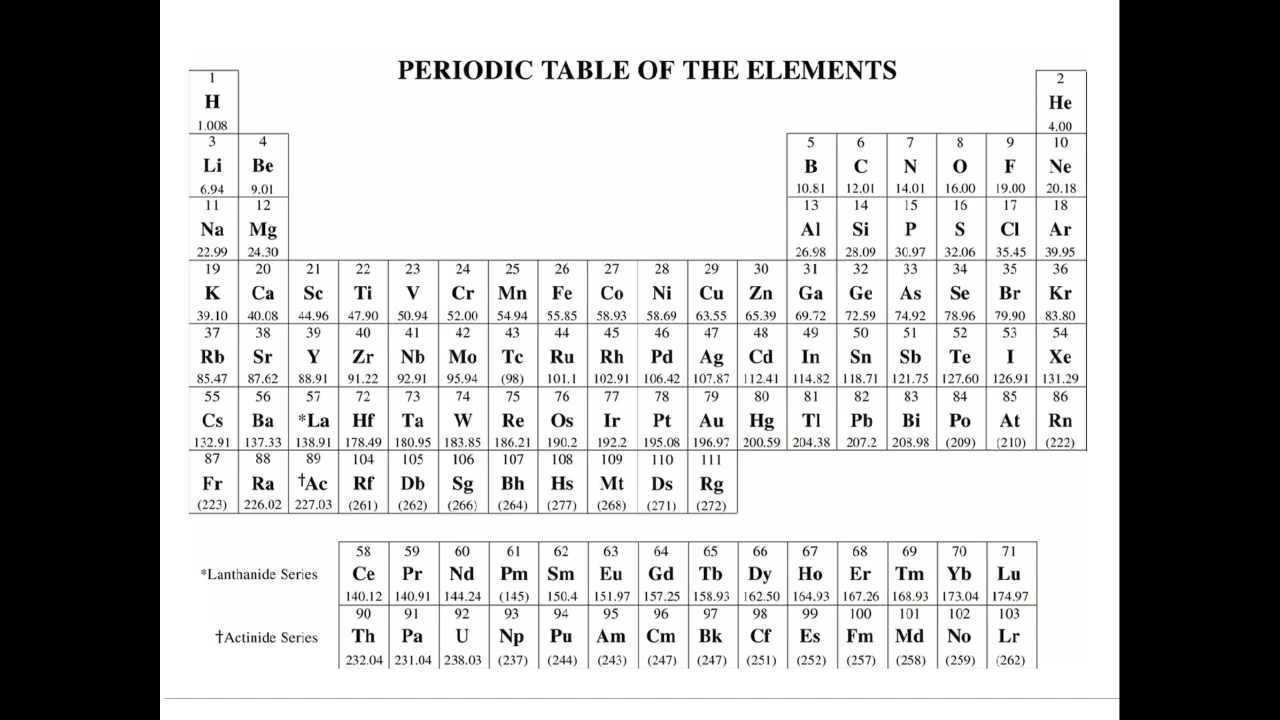 PERIODIC TABLE OF THE ELEMENTS
1 2
H He
1.008 4.00
3 4 5 6 7 8 9 10
Li Be B C N O F Ne
6.94 9.01 10.81 12.01 14.01 16.00 19.00 20.18
11 12 13 14 15 16 17 18
Na Mg Al Si P S Cl Ar
22.99 24.30 26.98 28.09 30.97 32.06 35.45 39.95
19 20 21 22 23 24 25 26 27 28 29 30 31 32 33 34 35 36
K Ca Sc Ti V Cr Mn Fe Co Ni Cu Zn Ga Ge As Se Br Kr
39.10 40.08 44.96 47.90 50.94 52.00 54.94 55.85 58.93 58.69 63.55 65.39 69.72 72.59 74.92 78.96 79.90 83.80
37 38 39 40 41 42 43 44 45 46 47 48 49 50 51 52 53 54
Rb Sr Y Zr Nb Mo Tc Ru Rh Pd Ag Cd In Sn Sb Te I Xe
85.47 87.62 88.91 91.22 92.91 95.94 (98) 101.1 102.91 106.42 107.87 112.41 114.82 118.71 121.75 127.60 126.91 131.29
55 56 57 72 73 74 75 76 77 78 79 80 81 82 83 84 85 86
Cs Ba *La Hf Ta W Re Os Ir Pt Au Hg Tl Pb Bi Po At Rn
132.91 137.33 138.91 178.49 180.95 183.85 186.21 190.2 192.2 195.08 196.97 200.59 204.38 207.2 208.98 (209) (210) (222)
87 88 89 104 105 106 107 108 109 110 111
Fr Ra †Ac Rf Db Sg Bh Hs Mt Ds Rg
(223) 226.02 227.03 (261) (262) (266) (264) (277) (268) (271) (272)
58 59 60 61 62 63 64 65 66 67 68 69 70 71
*Lanthanide Series Ce Pr Nd Pm Sm Eu Gd Tb Dy Ho Er Tm Yb Lu
140.12 140.91 144.24 (145) 150.4 151.97 157.25 158.93 162.50 164.93 167.26 168.93 173.04 174.97
90 91 92 93 94 95 96 97 98 99 100 101 102 103
†Actinide Series Th Pa U Np Pu Am Cm Bk Cf Es Fm Md No Lr
232.04 231.04 238.03 (237) (244) (243) (247) (247) (251) (252) (257) (258) (259) (262)